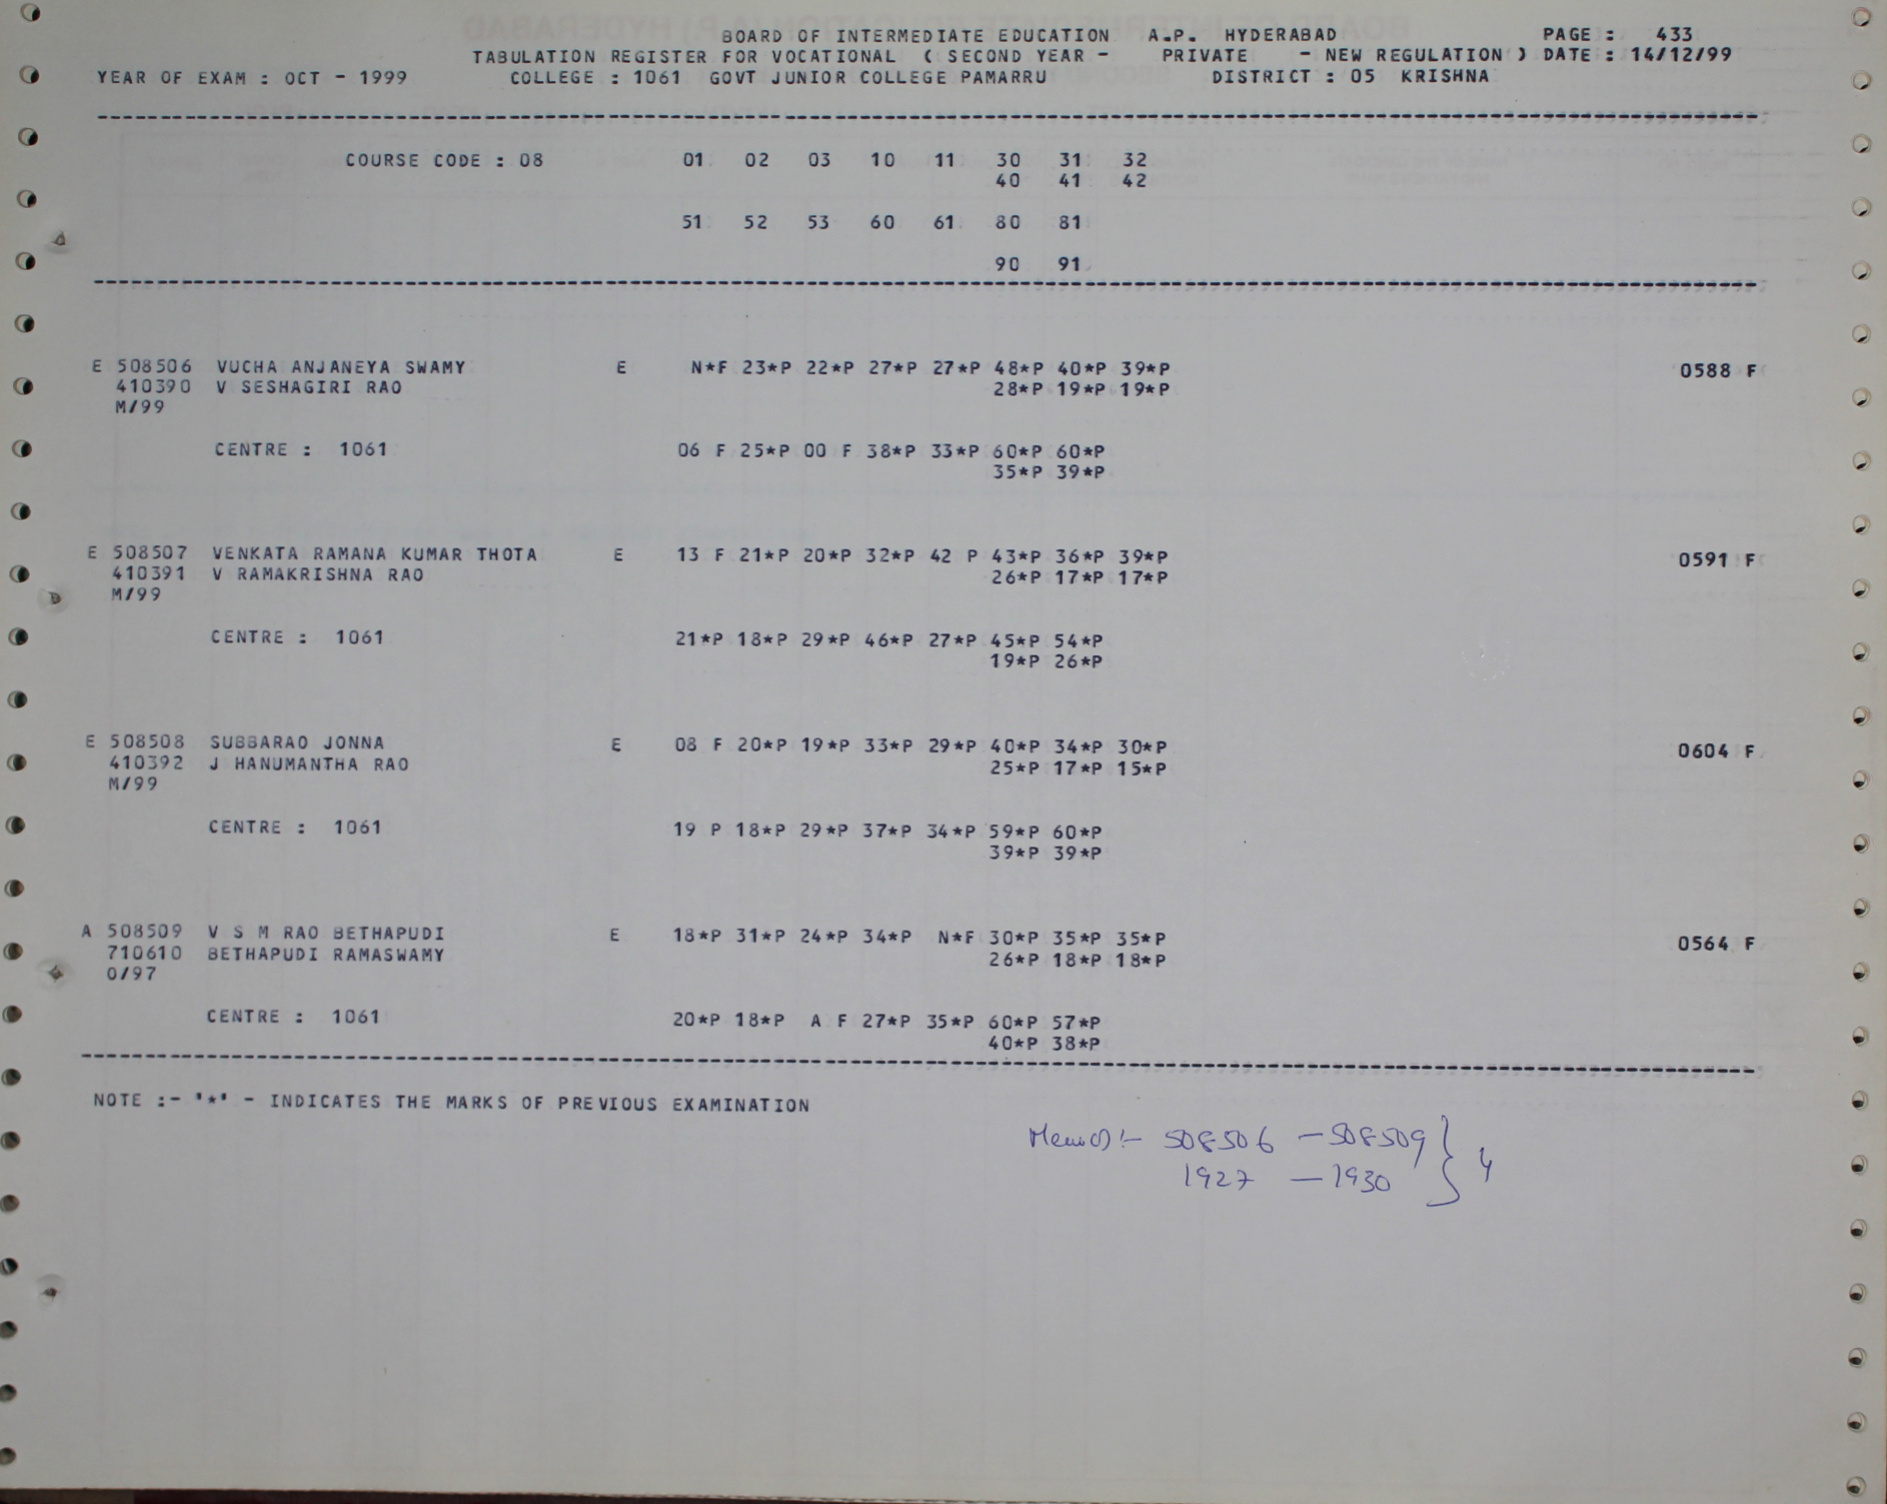 BOARD OF INTERMEDIATE EDUCATION A.P. HYDERABAD PAGE : 433
TABULATION REGISTER FOR VOCATIONAL ( SECOND YEAR - PRIVATE - NEW REGULATION ) DATE : 14/12/99
YEAR OF EXAM : OCT - 1999 COLLEGE : 1061 GOVT JUNIOR COLLEGE PAMARRU DISTRICT : 05 KRISHNA
COURSE CODE : 08 01 02 03 10 11 30 31 32
40 41 42
51 52 53 60 61 80 81
90 91
E 508506 VUCHA ANJANEYA SWAMY E N*F 23*P 22*P 27*P 27*P 48*P 40*P 39*P 0588 F
410390 V SESHAGIRI RAO 28*P 19*P 19*P
M/99
CENTRE : 1061 06 F 25*P 00 F 38*P 33*P 60*P 60*P
35*P 39*P
E 508507 VENKATA RAMANA KUMAR THOTA E 13 F 21*P 20*P 32*P 42 P 43*P 36*P 39*P 0591 F
410391 V RAMAKRISHNA RAO 26*P 17*P 17*P
M/99
CENTRE : 1061 21*P 18*P 29*P 46*P 27*P 45*P 54*P
19*P 26*P
E 508508 SUBBARAO JONNA E 08 F 20*P 19*P 33*P 29*P 40*P 34*P 30*P 0604 F
410392 J HANUMANTHA RAO 25*P 17*P 15*P
M/99
CENTRE : 1061 19 P 18*P 29*P 37*P 34*P 59*P 60*P
39*P 39*P
A 508509 V S M RAO BETHAPUDI E 18*P 31*P 24*P 34*P N*F 30*P 35*P 35*P 0564 F
710610 BETHAPUDI RAMASWAMY 26*P 18*P 18*P
O/97
CENTRE : 1061 20*P 18*P A F 27*P 35*P 60*P 57*P
40*P 38*P
NOTE :- '*' - INDICATES THE MARKS OF PREVIOUS EXAMINATION
:- 508506 - 508509 } 4
1927 - 1930